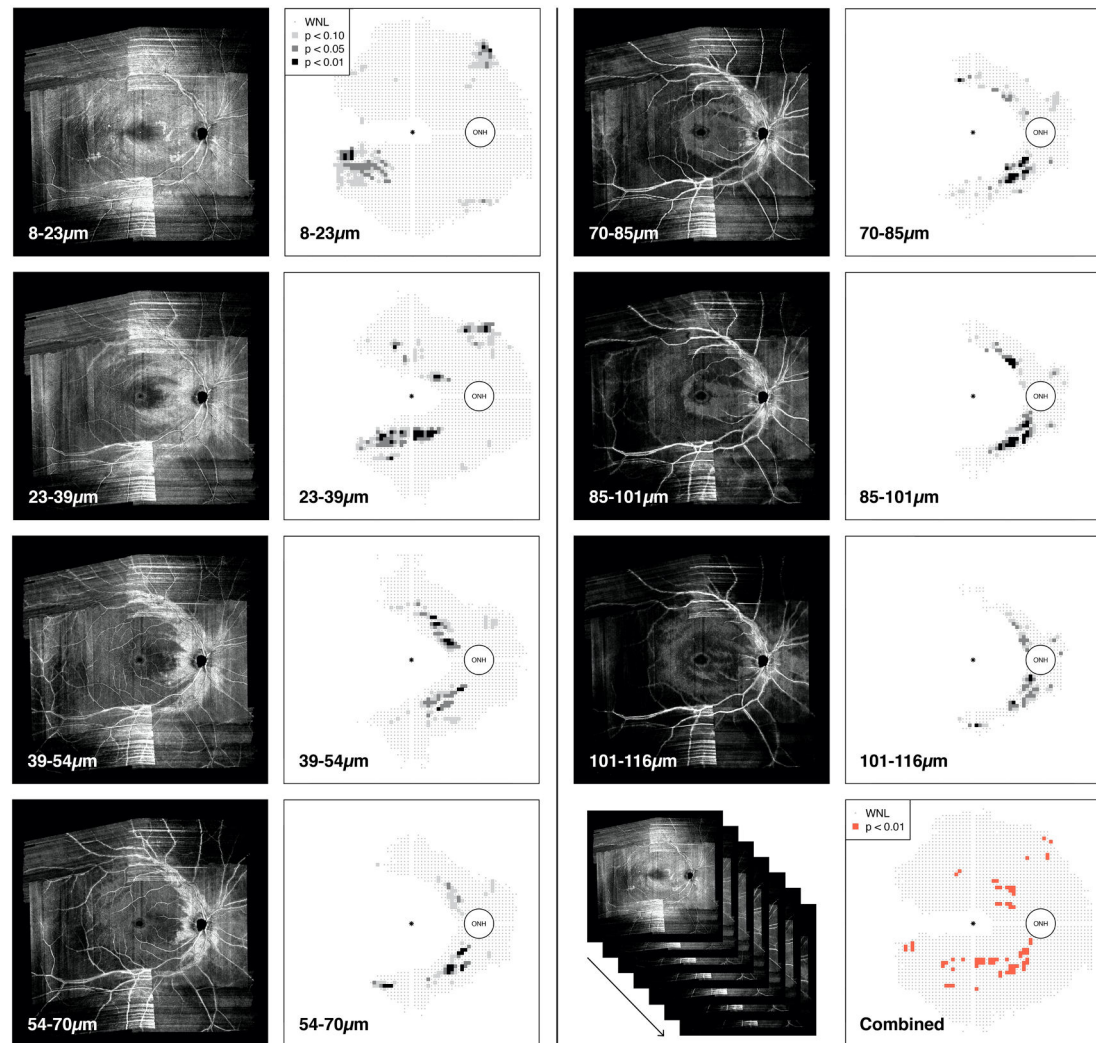 WNL
p < 0.10
p < 0.05
p < 0.01
*
ONH
8-23µm
8-23µm
*
ONH
70-85µm
70-85µm
*
ONH
23-39µm
23-39µm
*
ONH
85-101µm
85-101µm
*
ONH
39-54µm
39-54µm
*
ONH
101-116µm
101-116µm
*
ONH
54-70µm
54-70µm
WNL
p < 0.01
*
ONH
Combined